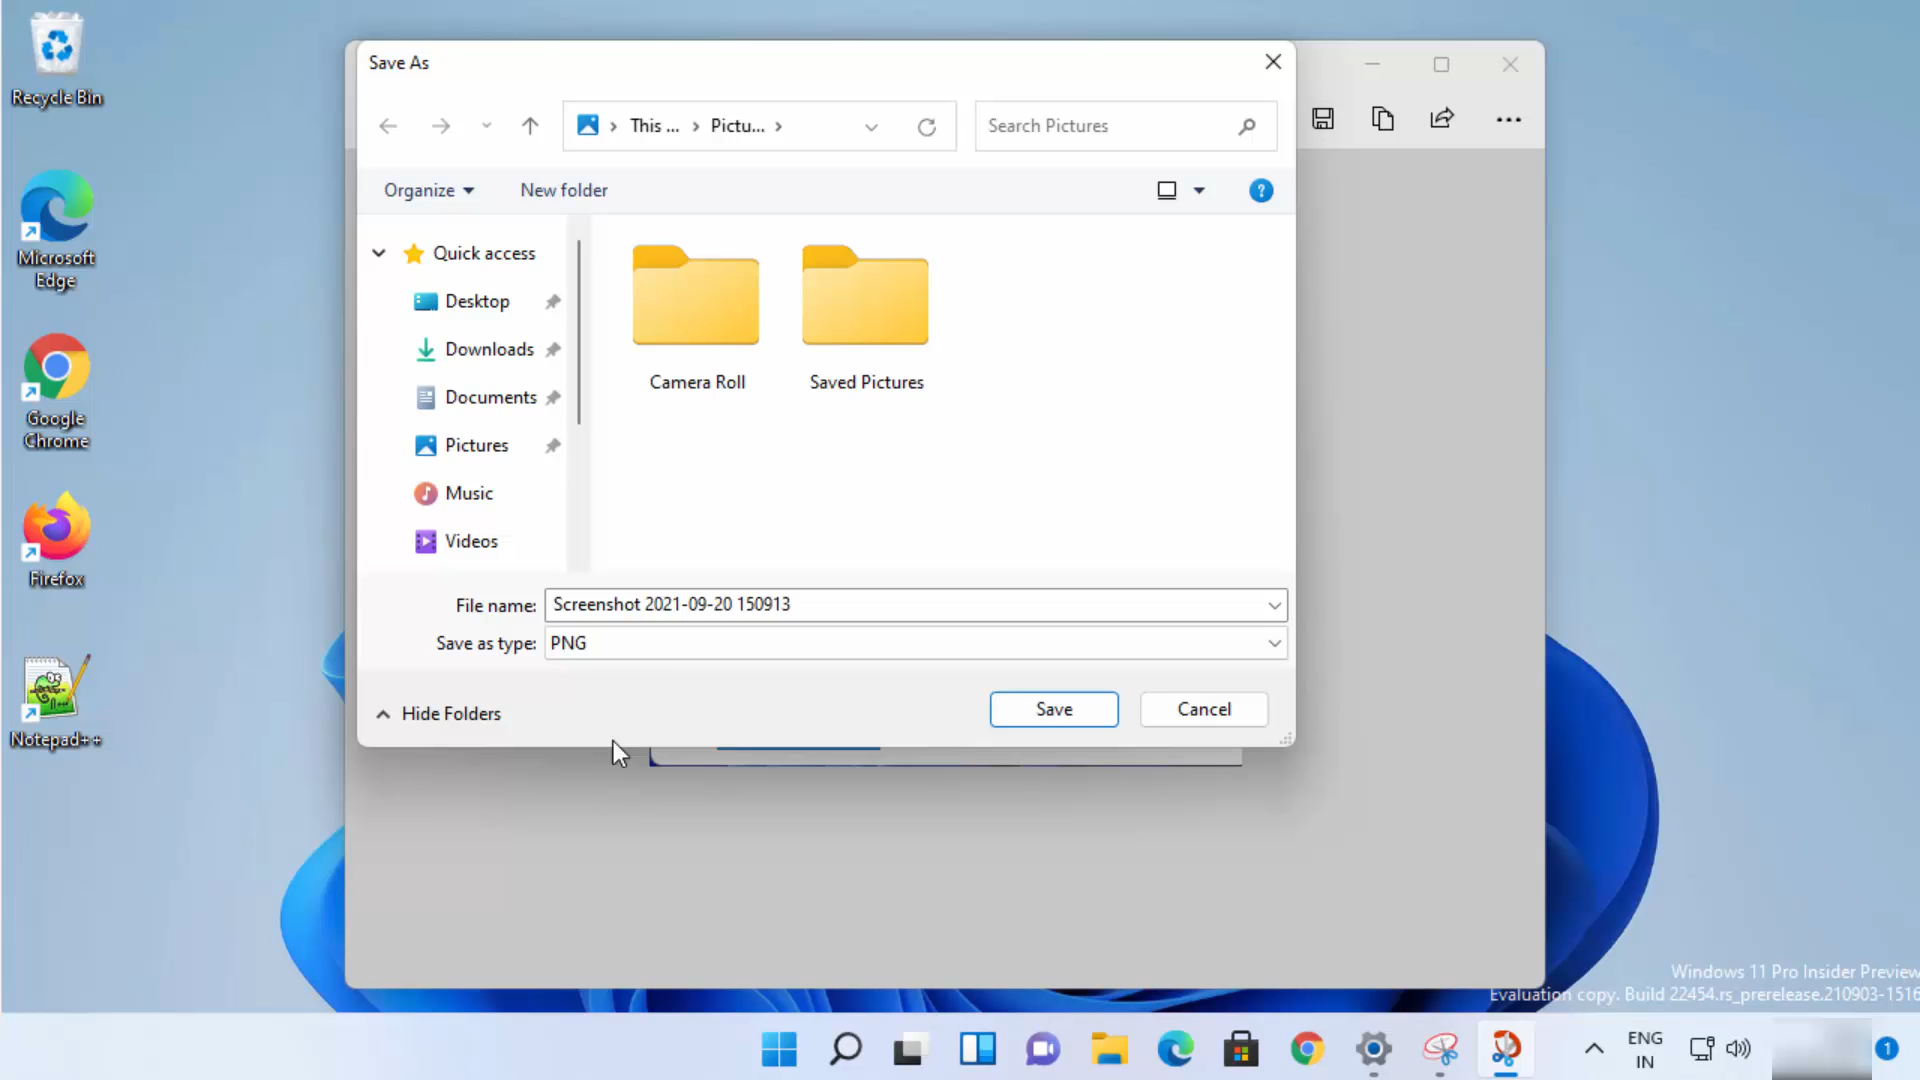 Recycle Bin
Microsoft
Edge
Google
Chrome
Firefox
Notepad++
Save As
This ... Pictu...
Search Pictures
Organize
New folder
?
Quick access
Desktop
Downloads
Documents
Pictures
Music
Videos
Camera Roll
Saved Pictures
File name: Screenshot 2021-09-20 150913
Save as type: PNG
Hide Folders
Save
Cancel
Windows 11 Pro Insider Preview
Evaluation copy. Build 22454.rs_prerelease.210903-1516
ENG
IN
1